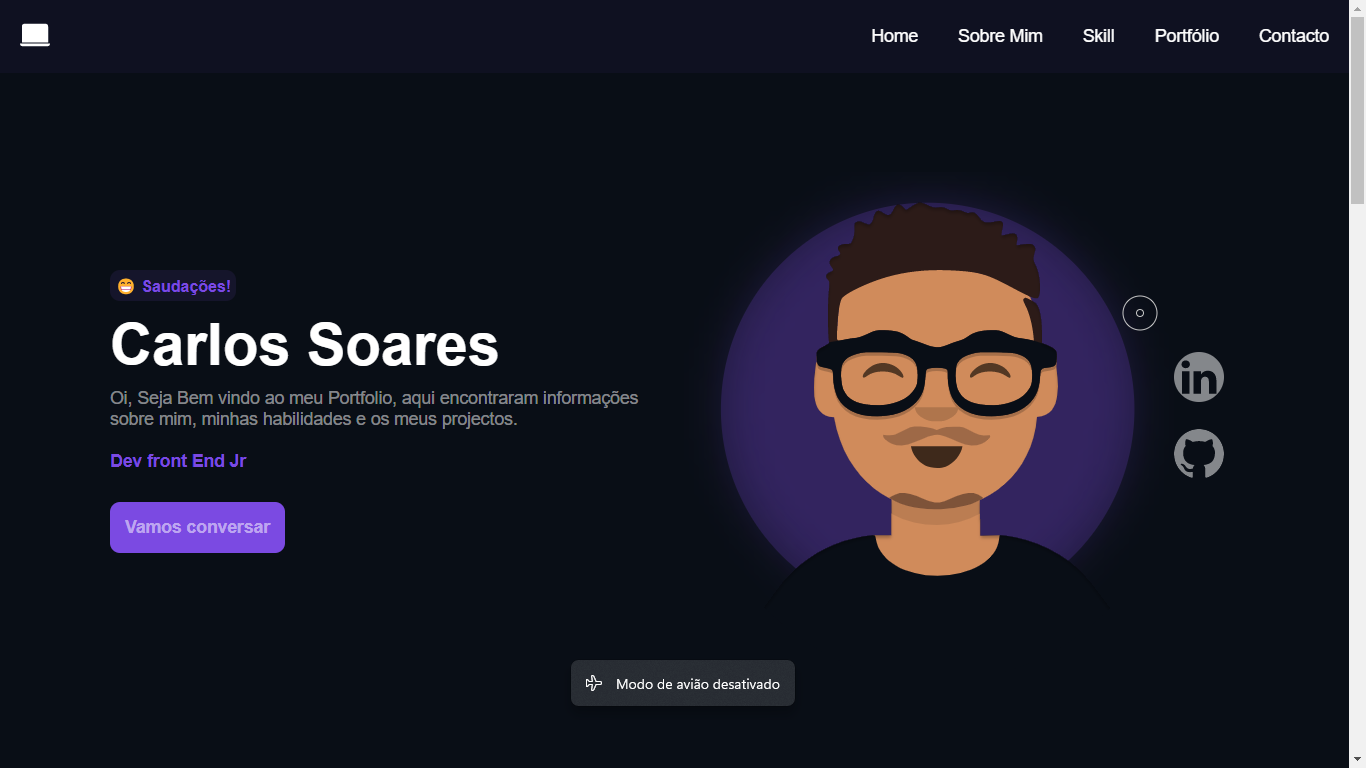 Home
Sobre Mim
Skill
Portfólio
Contacto
😁 Saudações!
Carlos Soares
Oi, Seja Bem vindo ao meu Portfolio, aqui encontraram informações
sobre mim, minhas habilidades e os meus projectos.
Dev front End Jr
Vamos conversar
in
Modo de avião desativado